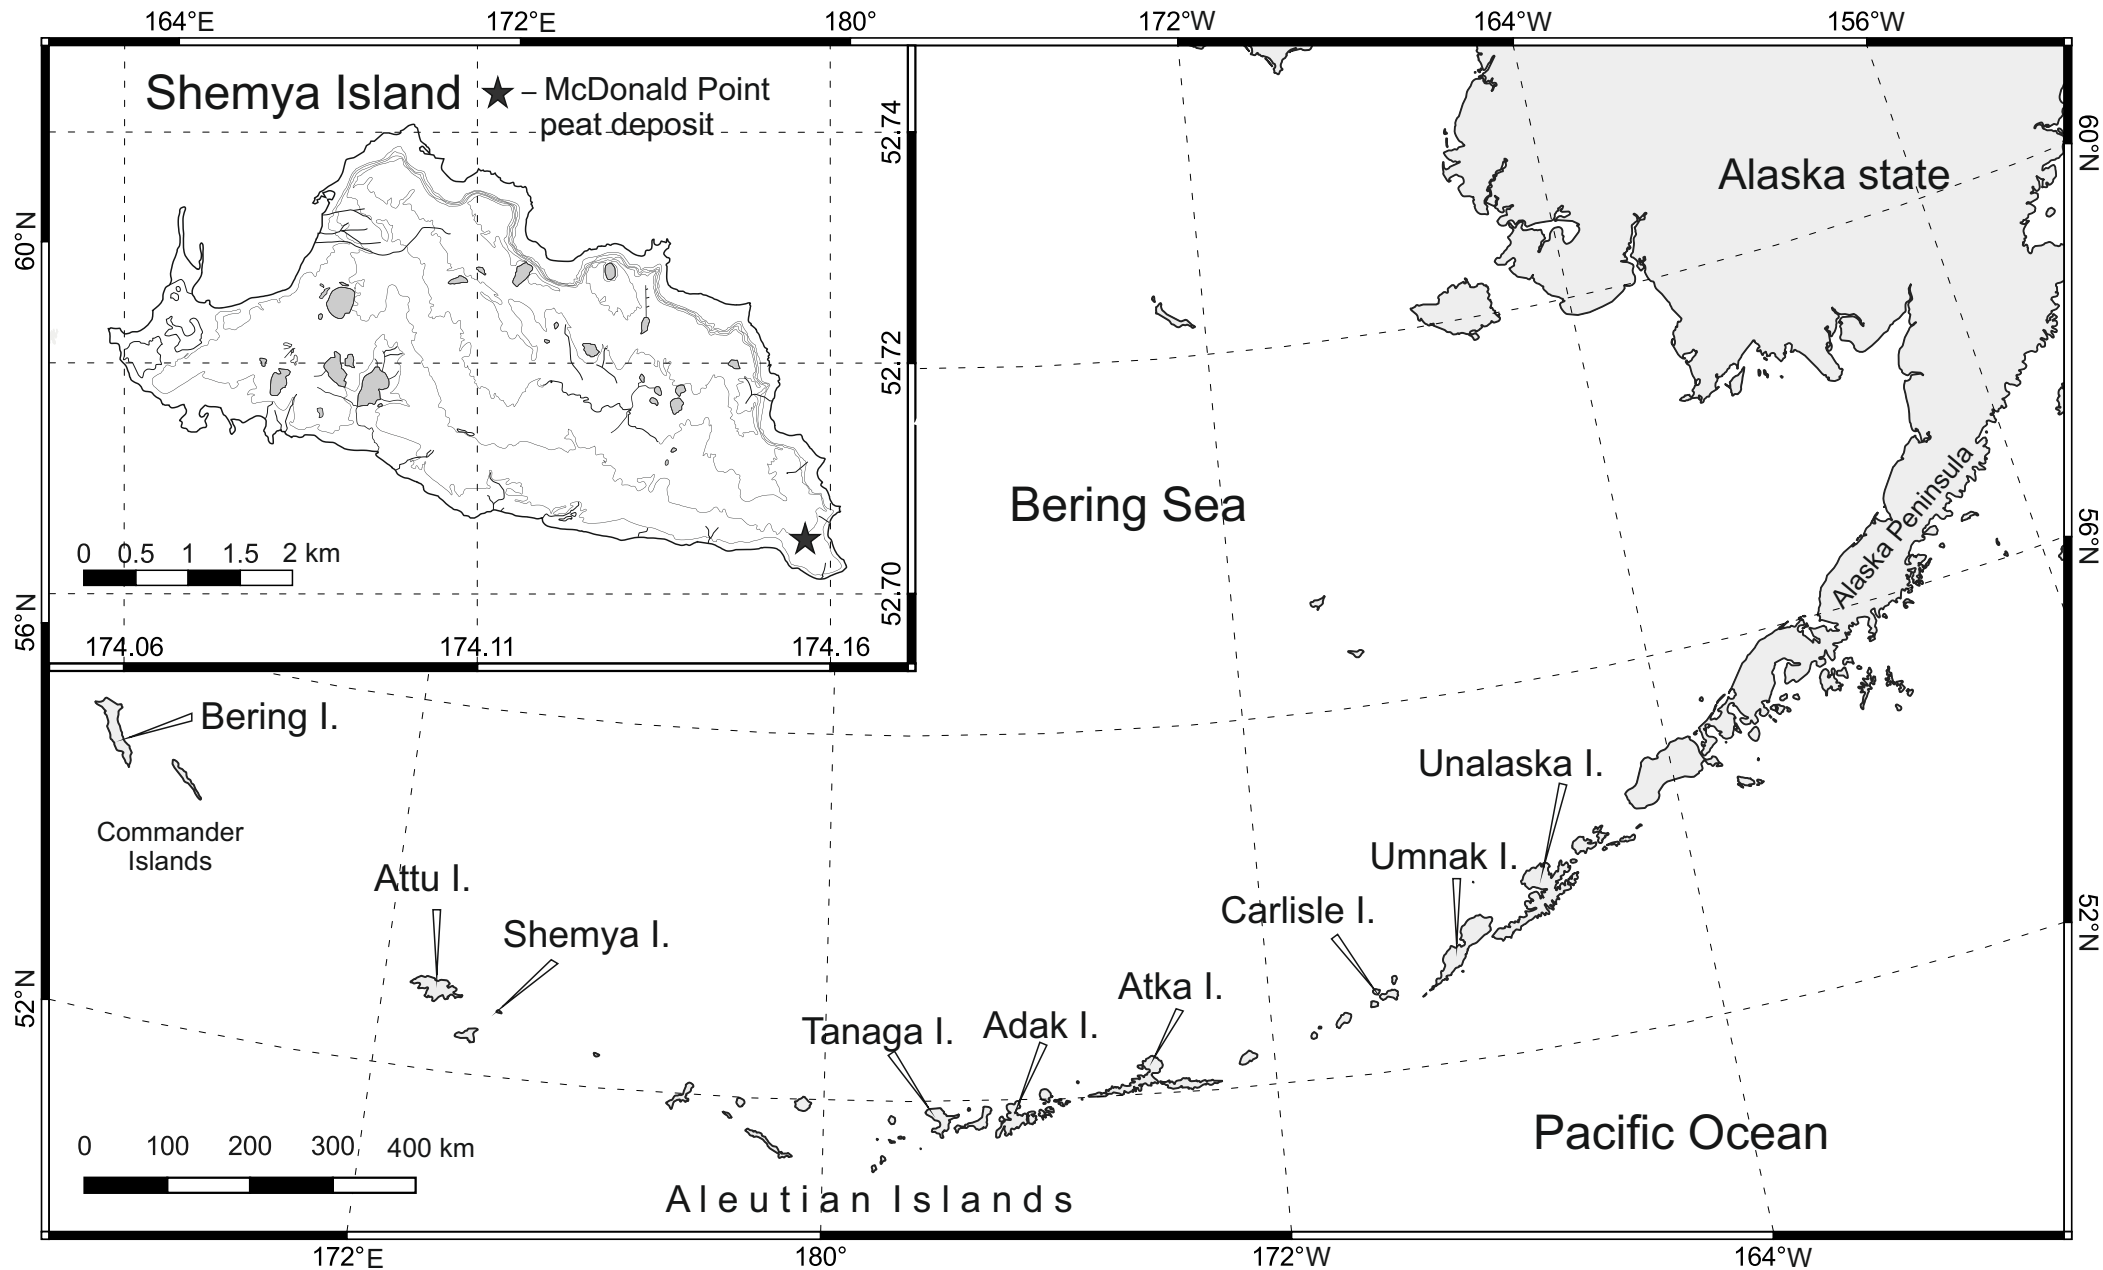 164°E 172°E 180° 172°W 164°W 156°W
Shemya Island
– McDonald Point
peat deposit
52.74
52.72
52.70
0 0.5 1 1.5 2 km
174.06 174.11 174.16
60°N
56°N
52°N
60°N
56°N
52°N
Alaska state
Bering Sea
Alaska Peninsula
Bering I.
Commander
Islands
Attu I.
Shemya I.
Unalaska I.
Umnak I.
Carlisle I.
Atka I.
Tanaga I.
Adak I.
Pacific Ocean
0 100 200 300 400 km
Aleutian Islands
172°E 180° 172°W 164°W